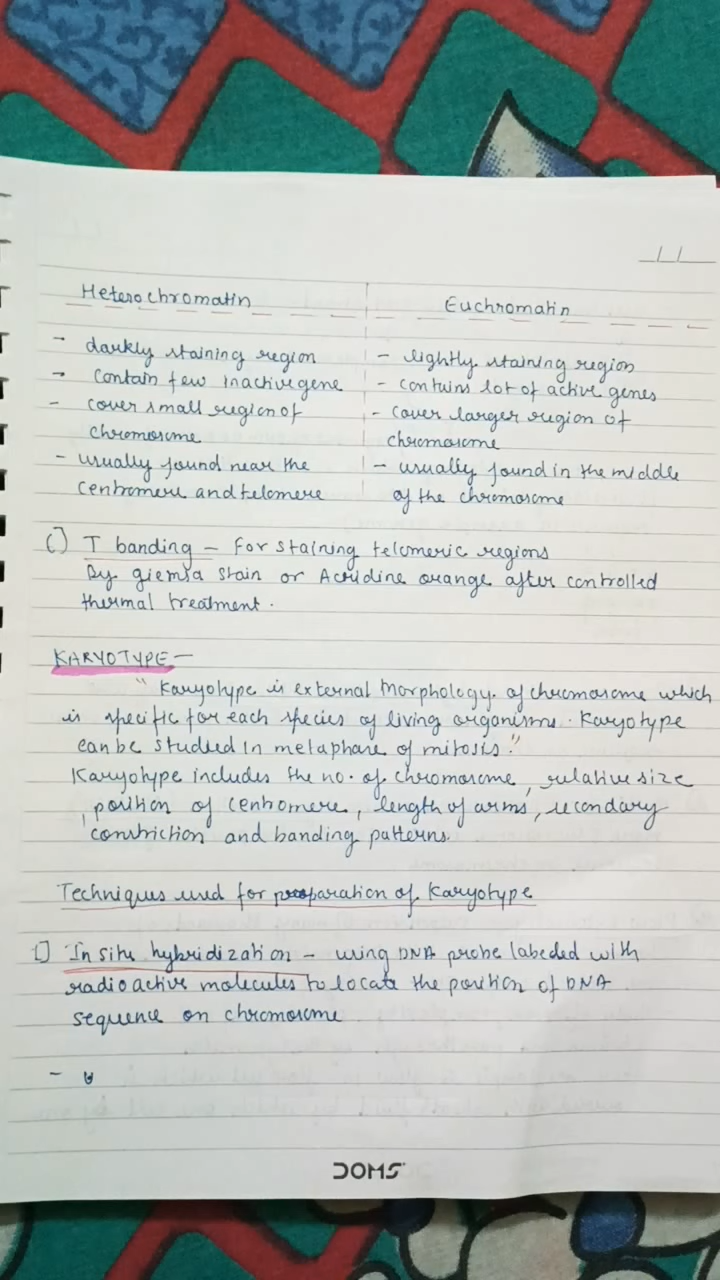 Heterochromatin
Euchromatin
- darkly staining region
- contain few inactive gene
- cover small region of
chromosome
- usually found near the
centromere and telomere
- lightly staining region
- contains lot of active genes
- cover larger region of
chromosome
- usually found in the middle
of the chromosome
C) T banding - For staining telomeric regions
By giemsa stain or Acridine orange after controlled
thermal treatment.
KARYOTYPE -
"Karyotype is external Morphology of chromosome which
is specific for each species of living organisms. Karyotype
can be studied in metaphase of mitosis."
Karyotype includes the no. of chromosome, relative size
, position of centromere, length of arms, secondary
constriction and banding patterns.
Techniques used for preparation of Karyotype
1) In situ hybridization - using DNA probe labeded with
radioactive molecules to locate the position of DNA
sequence on chromosome
-
DOMS